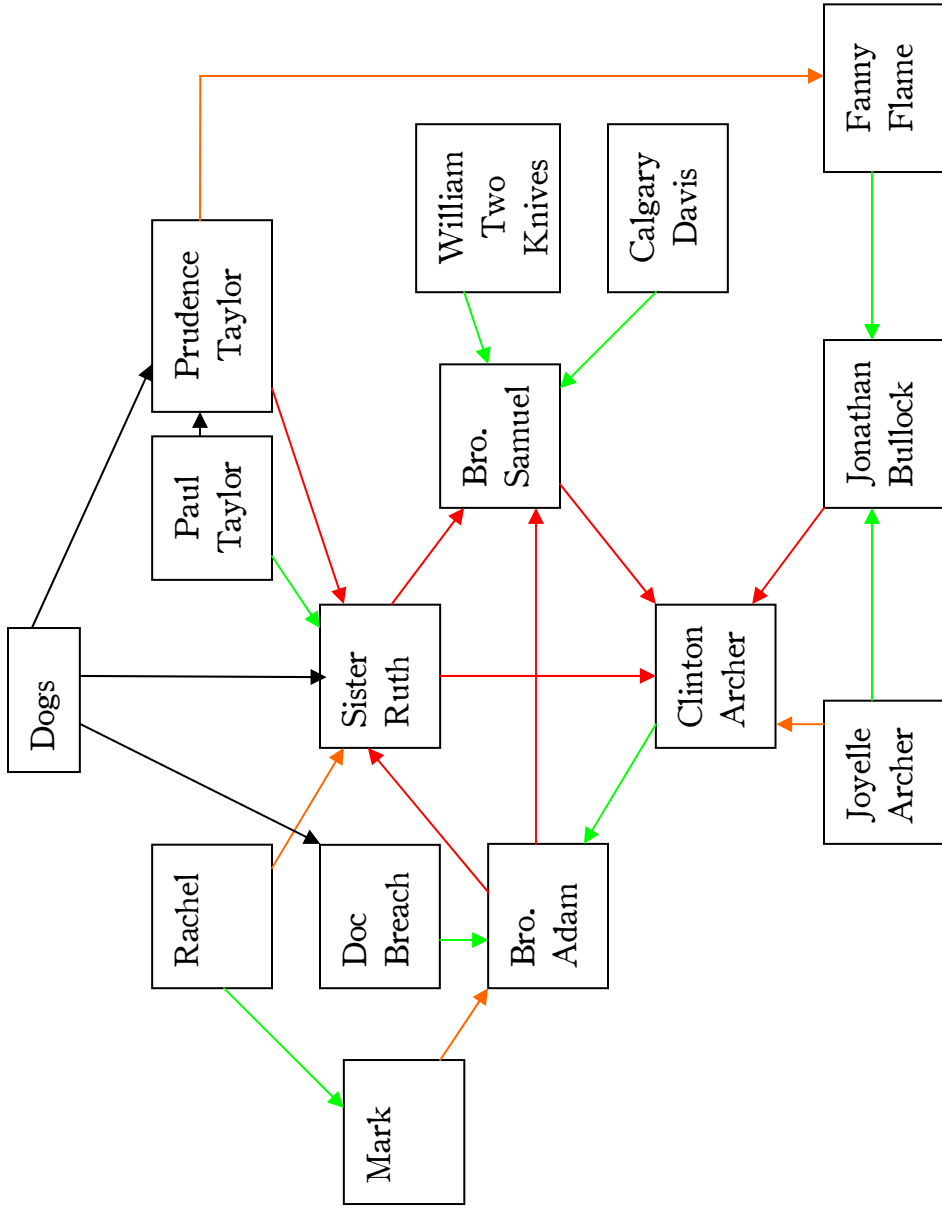 Dogs
Rachel
Paul
Taylor
Prudence
Taylor
Mark
Doc
Breach
Sister
Ruth
Bro.
Adam
Bro.
Samuel
William
Two
Knives
Calgary
Davis
Clinton
Archer
Joyelle
Archer
Jonathan
Bullock
Fanny
Flame